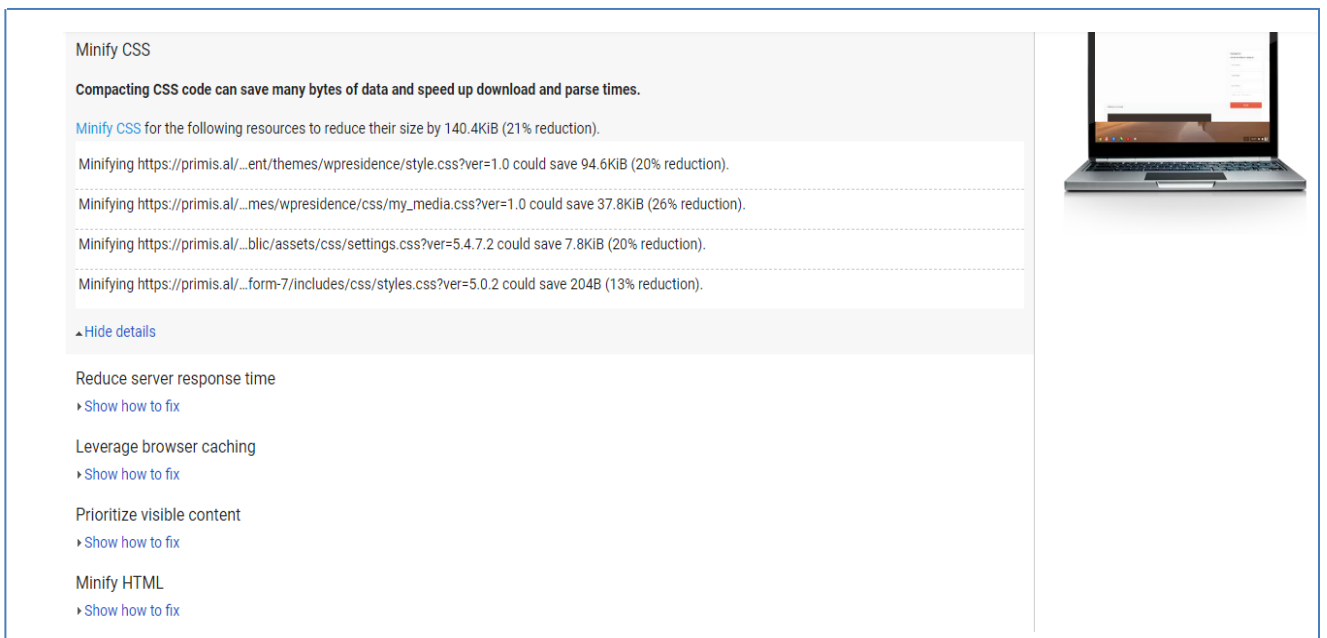 Minify CSS
Compacting CSS code can save many bytes of data and speed up download and parse times.
Minify CSS for the following resources to reduce their size by 140.4KiB (21% reduction).
Minifying https://primis.al/…ent/themes/wpresidence/style.css?ver=1.0 could save 94.6KiB (20% reduction).
Minifying https://primis.al/…mes/wpresidence/css/my_media.css?ver=1.0 could save 37.8KiB (26% reduction).
Minifying https://primis.al/…blic/assets/css/settings.css?ver=5.4.7.2 could save 7.8KiB (20% reduction).
Minifying https://primis.al/…form-7/includes/css/styles.css?ver=5.0.2 could save 204B (13% reduction).
Hide details
Reduce server response time
Show how to fix
Leverage browser caching
Show how to fix
Prioritize visible content
Show how to fix
Minify HTML
Show how to fix